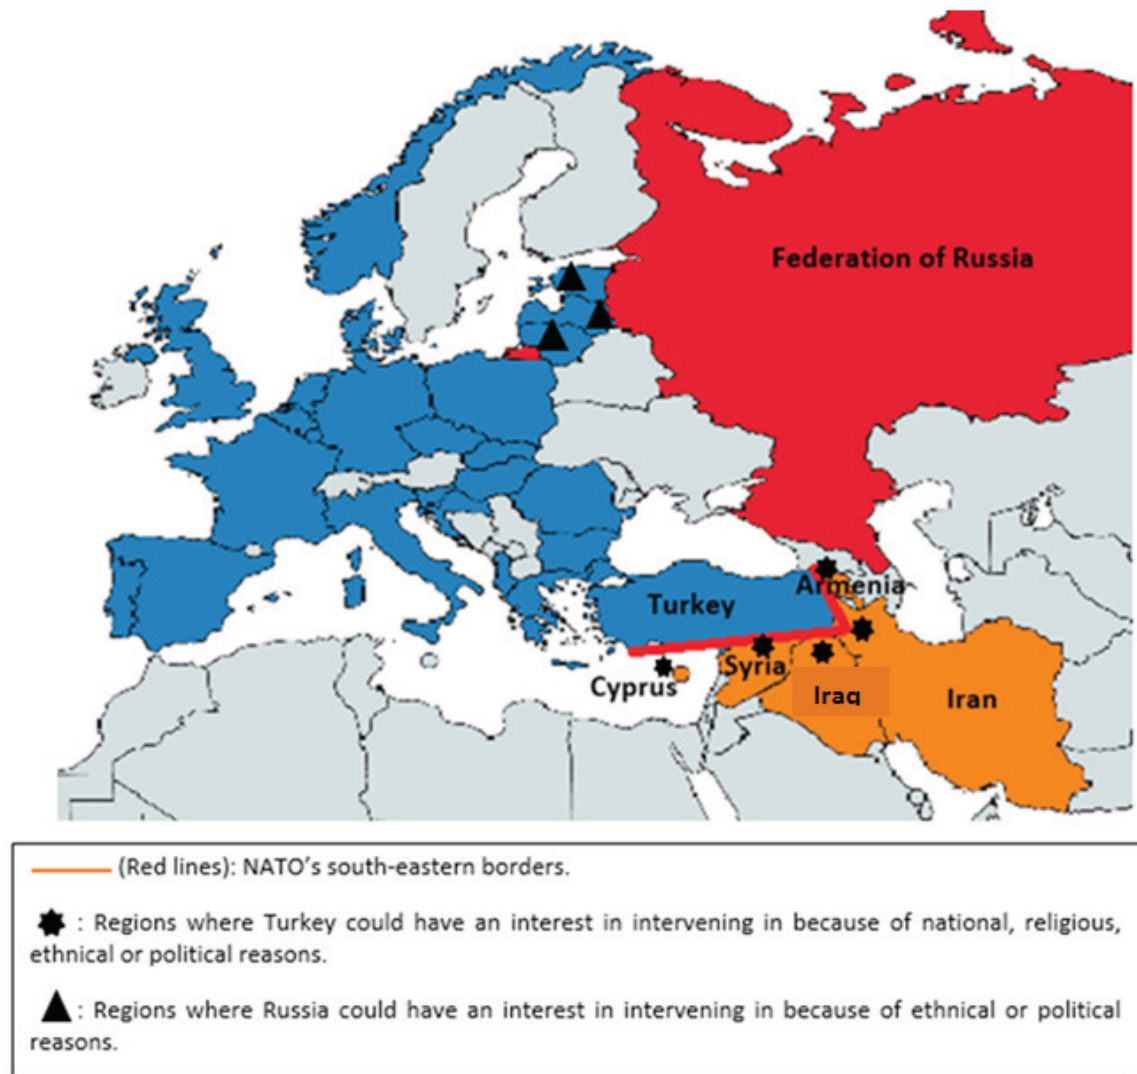 Federation of Russia
Armenia
Turkey
Syria
Cyprus
Iraq
Iran
(Red lines): NATO's south-eastern borders.
: Regions where Turkey could have an interest in intervening in because of national, religious,
ethnical or political reasons.
: Regions where Russia could have an interest in intervening in because of ethnical or political
reasons.